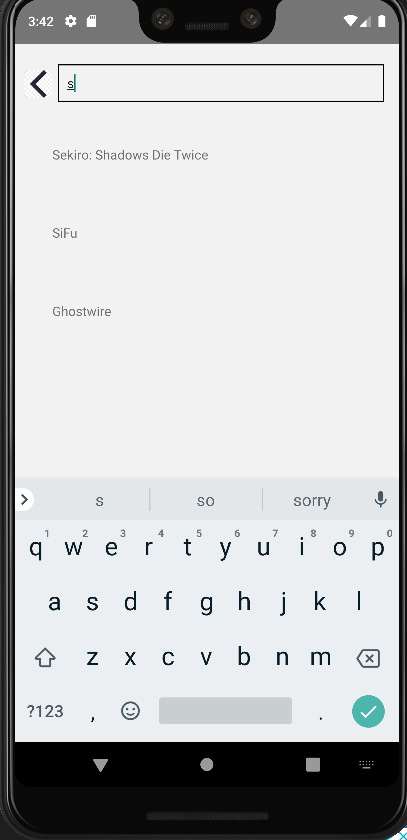 3:42
s
Sekiro: Shadows Die Twice
SiFu
Ghostwire
s so sorry
1 2 3 4 5 6 7 8 9 0
q w e r t y u i o p
a s d f g h j k l
z x c v b n m
?123 , .